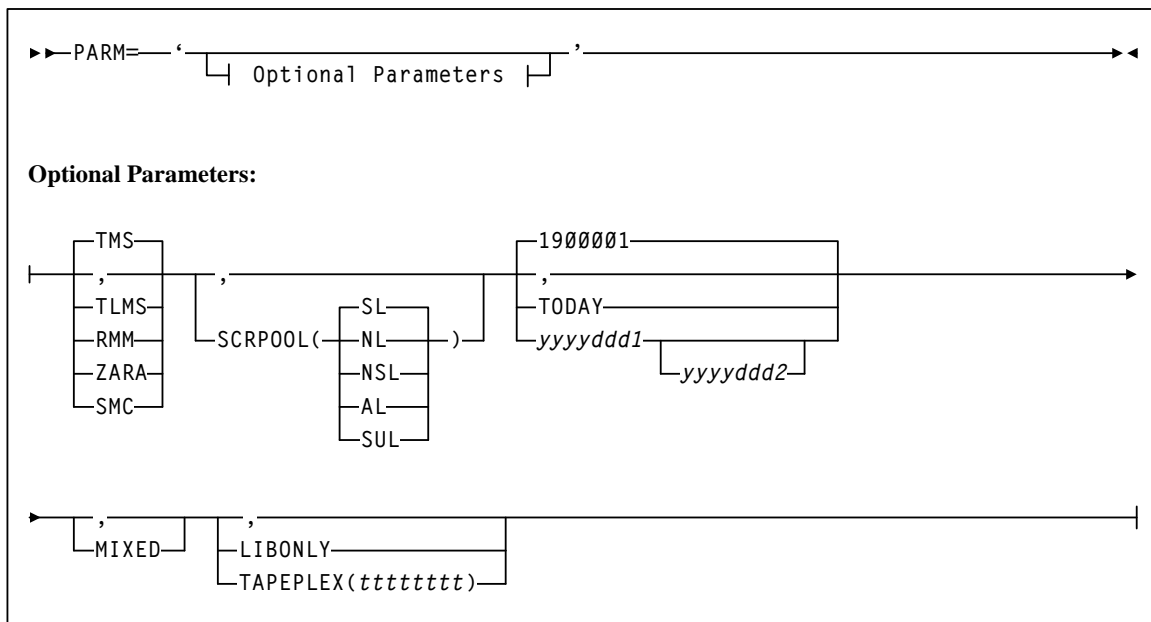 PARM= ‘ ’
Optional Parameters
Optional Parameters:
TMS 19ØØØØ1
, , ,
TLMS SL TODAY
RMM SCRPOOL( NL ) yyyyddd1
ZARA NSL yyyyddd2
SMC AL
SUL
, ,
MIXED LIBONLY
TAPEPLEX(tttttttt)